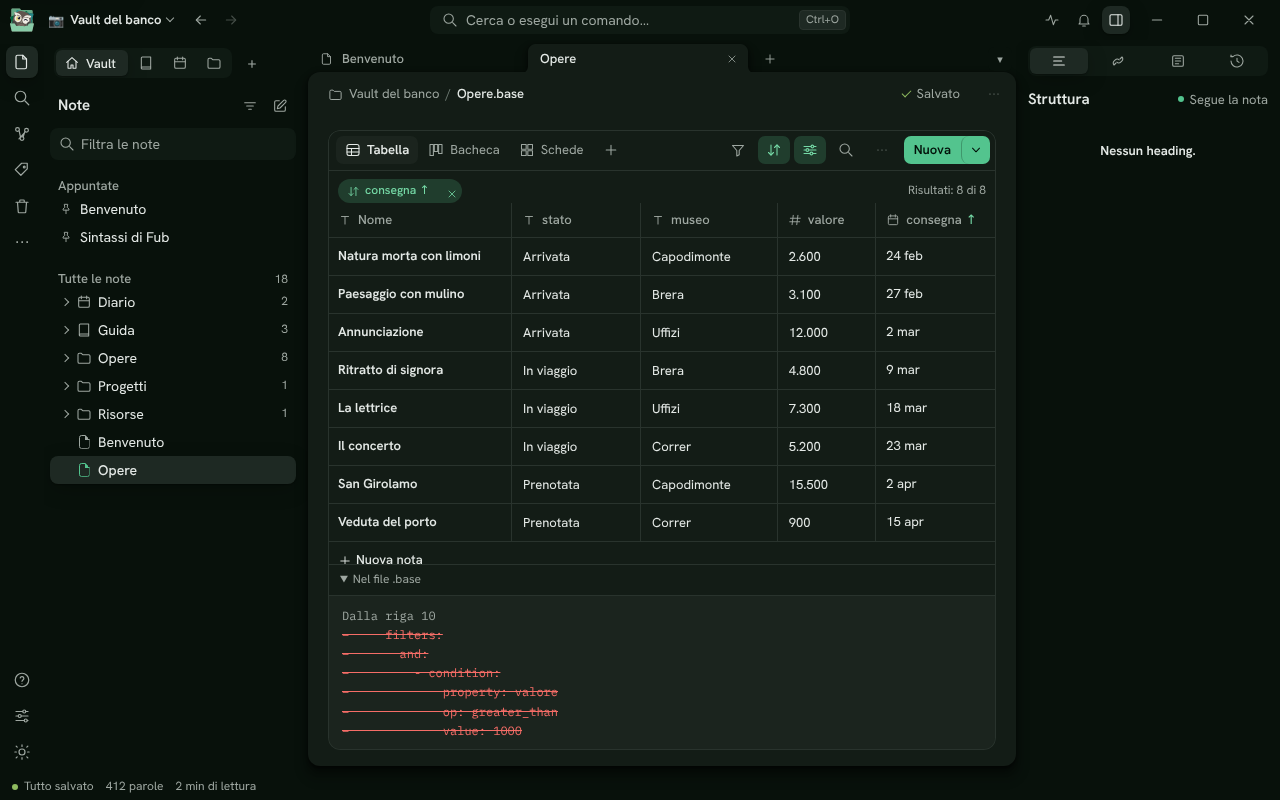 Vault del banco
Cerca o esegui un comando...
Ctrl+O
Vault
Benvenuto
Opere
Note
Vault del banco / Opere.base
Salvato
Struttura
Segue la nota
Filtra le note
Tabella
Bacheca
Schede
Nuova
Nessun heading.
Appuntate
Benvenuto
Sintassi di Fub
consegna ↑
Risultati: 8 di 8
Nome stato museo valore consegna ↑
Natura morta con limoni Arrivata Capodimonte 2.600 24 feb
Paesaggio con mulino Arrivata Brera 3.100 27 feb
Annunciazione Arrivata Uffizi 12.000 2 mar
Ritratto di signora In viaggio Brera 4.800 9 mar
La lettrice In viaggio Uffizi 7.300 18 mar
Il concerto In viaggio Correr 5.200 23 mar
San Girolamo Prenotata Capodimonte 15.500 2 apr
Veduta del porto Prenotata Correr 900 15 apr
+ Nuova nota
Tutte le note 18
Diario 2
Guida 3
Opere 8
Progetti 1
Risorse 1
Benvenuto
Opere
▼ Nel file .base
Dalla riga 10
-     filters:
-       and:
-         - condition:
-             property: valore
-             op: greater_than
-             value: 1000
Tutto salvato 412 parole 2 min di lettura